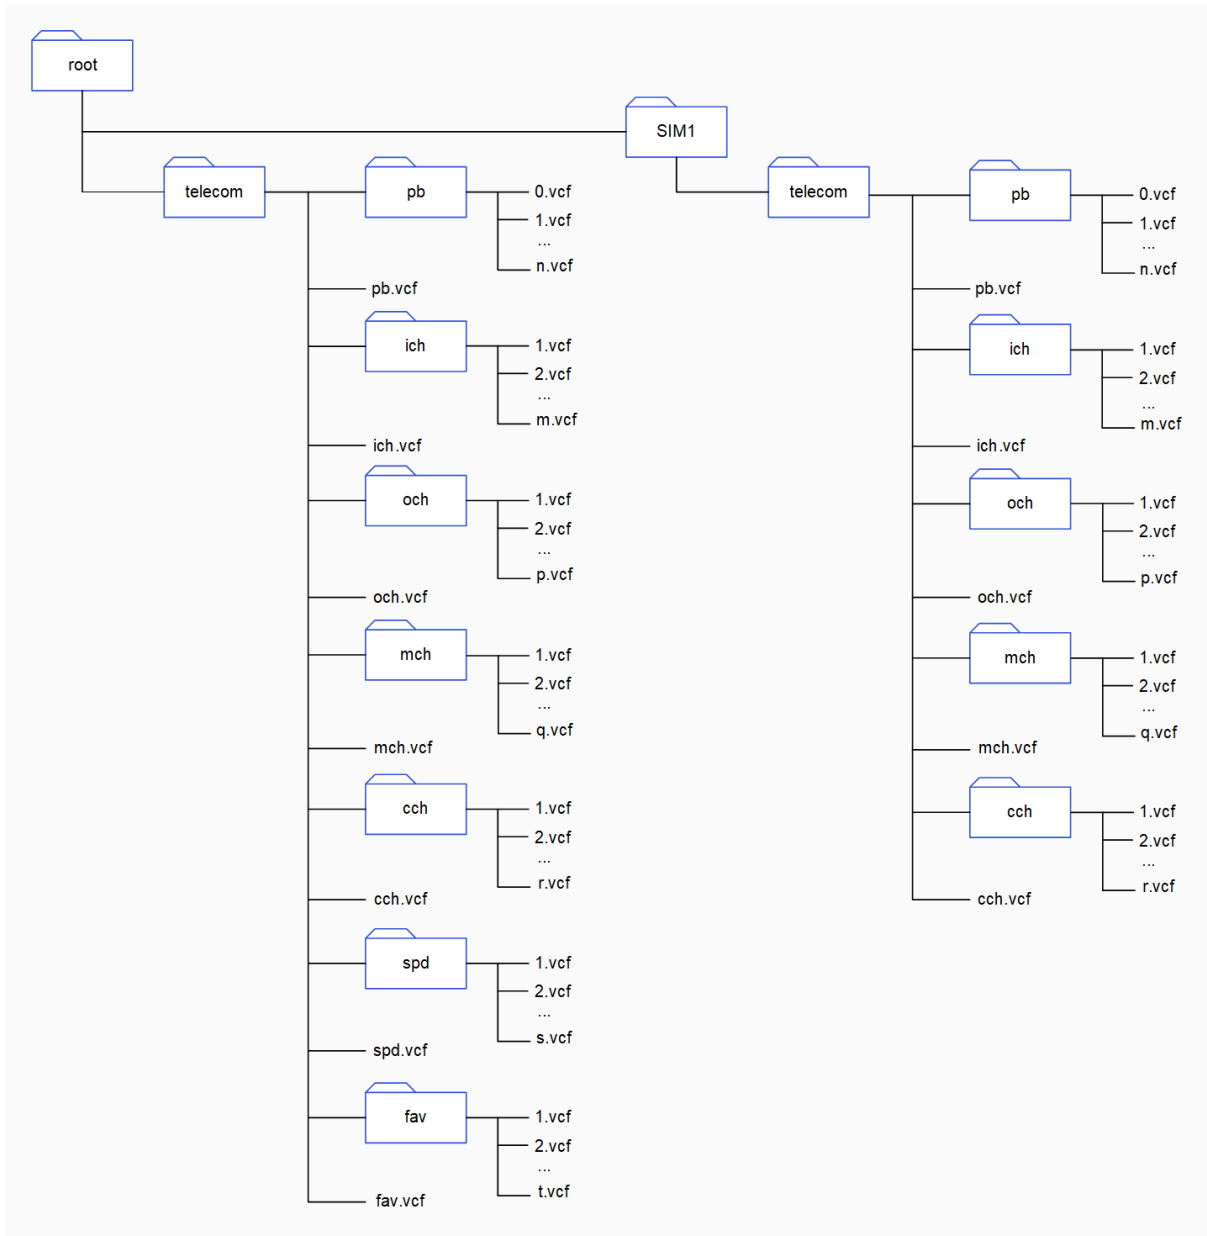 root
SIM1
telecom
pb
0.vcf
1.vcf
...
n.vcf
pb.vcf
ich
1.vcf
2.vcf
...
m.vcf
ich.vcf
och
1.vcf
2.vcf
...
p.vcf
och.vcf
mch
1.vcf
2.vcf
...
q.vcf
mch.vcf
cch
1.vcf
2.vcf
...
r.vcf
cch.vcf
spd
1.vcf
2.vcf
...
s.vcf
spd.vcf
fav
1.vcf
2.vcf
...
t.vcf
fav.vcf
telecom
pb
0.vcf
1.vcf
...
n.vcf
pb.vcf
ich
1.vcf
2.vcf
...
m.vcf
ich.vcf
och
1.vcf
2.vcf
...
p.vcf
och.vcf
mch
1.vcf
2.vcf
...
q.vcf
mch.vcf
cch
1.vcf
2.vcf
...
r.vcf
cch.vcf